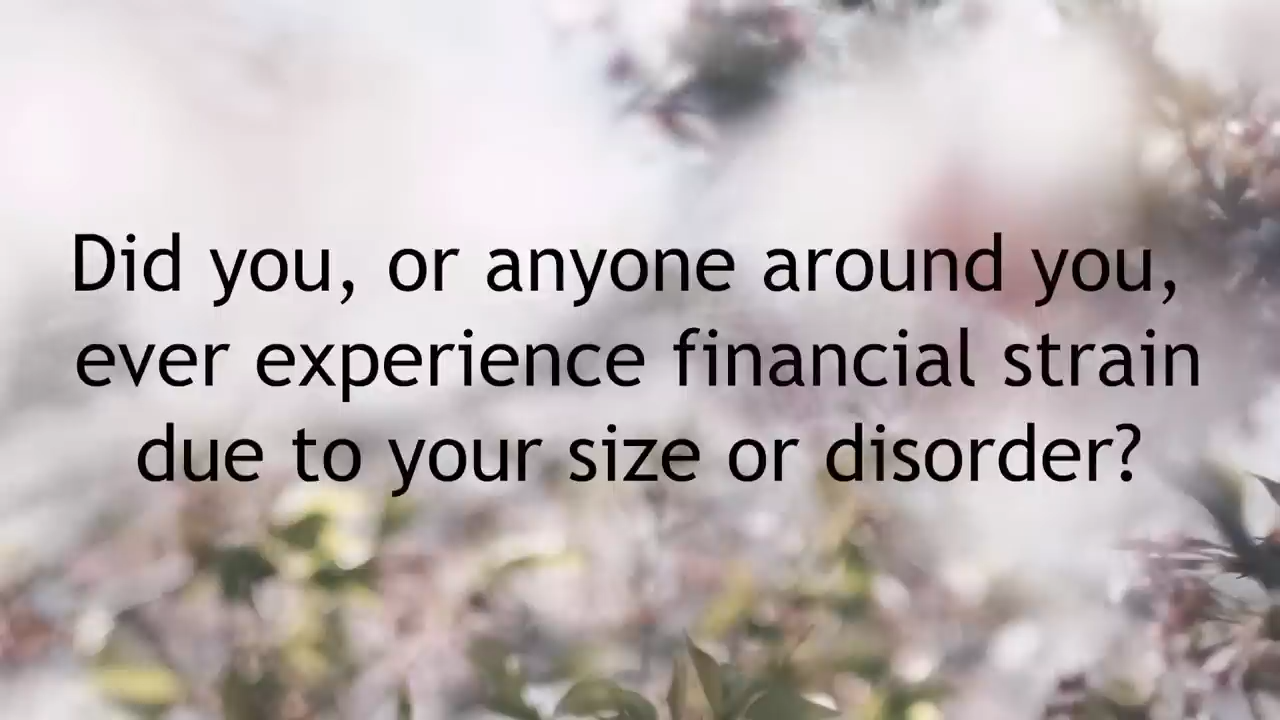 Did you, or anyone around you,
ever experience financial strain
due to your size or disorder?